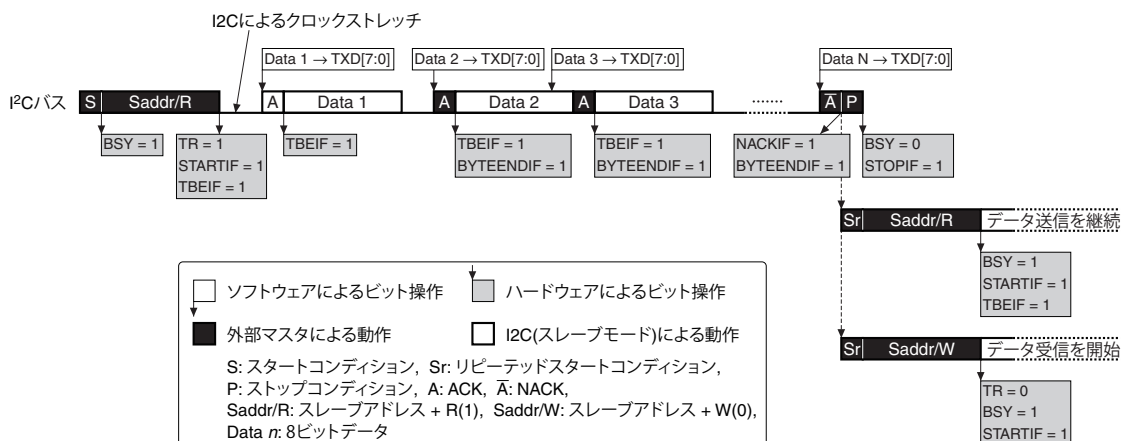 I2Cによるクロックストレッチ
Data 1 → TXD[7:0]
Data 2 → TXD[7:0]
Data 3 → TXD[7:0]
Data N → TXD[7:0]
I²Cバス
S
Saddr/R
A
Data 1
A
Data 2
A
Data 3
........
A̅
P
BSY = 1
TR = 1
STARTIF = 1
TBEIF = 1
TBEIF = 1
TBEIF = 1
BYTEENDIF = 1
TBEIF = 1
BYTEENDIF = 1
NACKIF = 1
BYTEENDIF = 1
BSY = 0
STOPIF = 1
Sr
Saddr/R
データ送信を継続
BSY = 1
STARTIF = 1
TBEIF = 1
Sr
Saddr/W
データ受信を開始
TR = 0
BSY = 1
STARTIF = 1
ソフトウェアによるビット操作
ハードウェアによるビット操作
外部マスタによる動作
I2C(スレーブモード)による動作
S: スタートコンディション, Sr: リピーテッドスタートコンディション,
P: ストップコンディション, A: ACK, A̅: NACK,
Saddr/R: スレーブアドレス + R(1), Saddr/W: スレーブアドレス + W(0),
Data n: 8ビットデータ